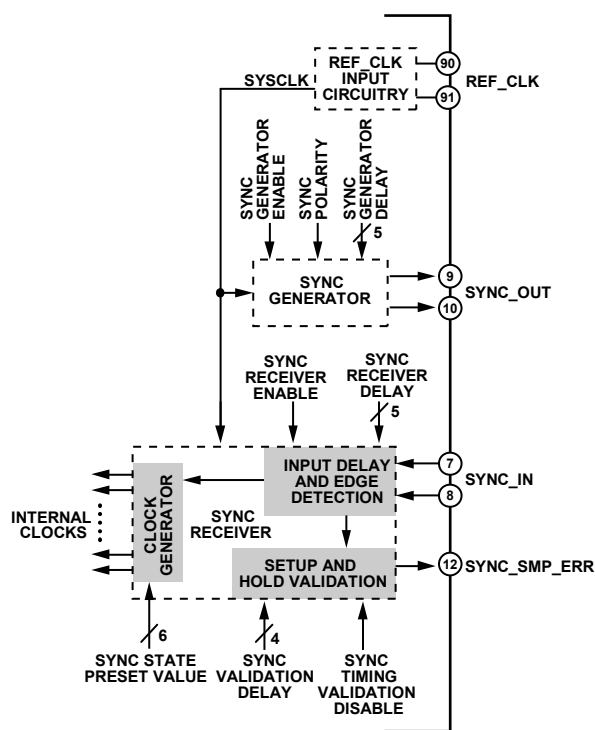 REF_CLK
INPUT
CIRCUITRY
90
91
REF_CLK
SYSCLK
SYNC
GENERATOR
ENABLE
SYNC
POLARITY
SYNC
GENERATOR
DELAY
5
SYNC
GENERATOR
9
10
SYNC_OUT
SYNC
RECEIVER
ENABLE
SYNC
RECEIVER
DELAY
5
INPUT DELAY
AND EDGE
DETECTION
7
8
SYNC_IN
CLOCK
GENERATOR
SYNC
RECEIVER
INTERNAL
CLOCKS
SETUP AND
HOLD VALIDATION
12
SYNC_SMP_ERR
6
SYNC STATE
PRESET VALUE
4
SYNC
VALIDATION
DELAY
SYNC
TIMING
VALIDATION
DISABLE